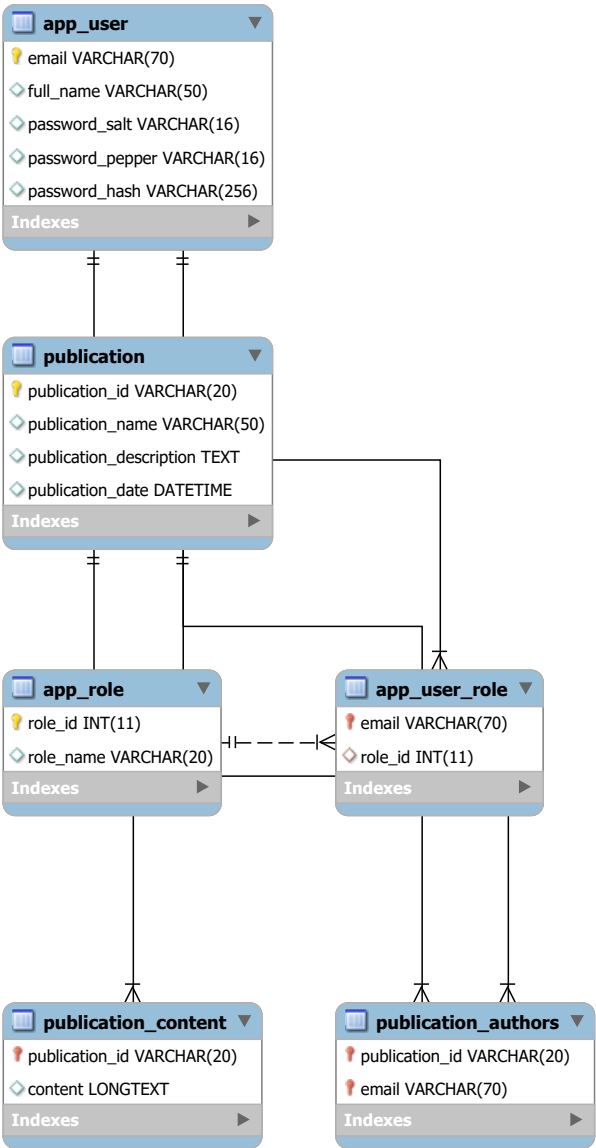 app_user
email VARCHAR(70)
full_name VARCHAR(50)
password_salt VARCHAR(16)
password_pepper VARCHAR(16)
password_hash VARCHAR(256)
Indexes
publication
publication_id VARCHAR(20)
publication_name VARCHAR(50)
publication_description TEXT
publication_date DATETIME
Indexes
app_role
role_id INT(11)
role_name VARCHAR(20)
Indexes
app_user_role
email VARCHAR(70)
role_id INT(11)
Indexes
publication_content
publication_id VARCHAR(20)
content LONGTEXT
Indexes
publication_authors
publication_id VARCHAR(20)
email VARCHAR(70)
Indexes